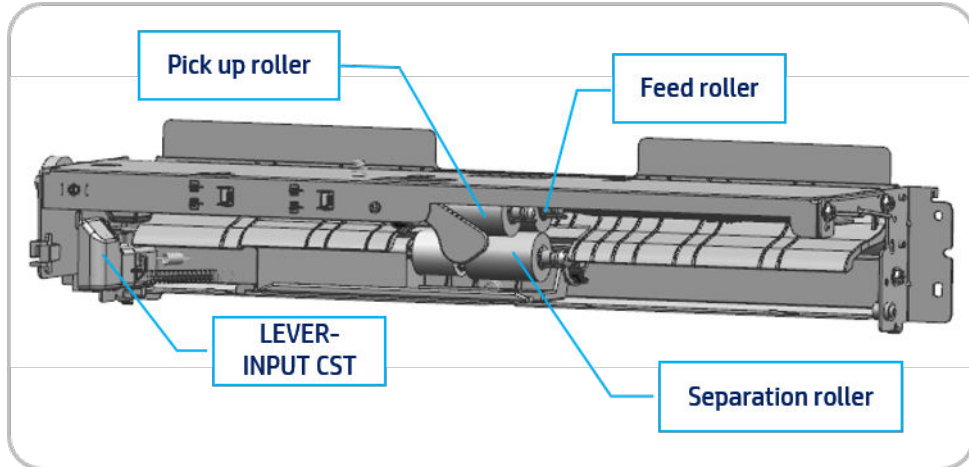 Pick up roller
Feed roller
LEVER-
INPUT CST
Separation roller